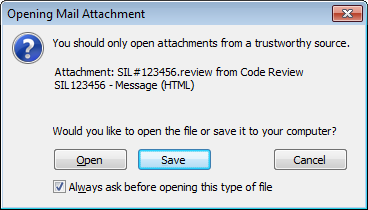 Opening Mail Attachment
You should only open attachments from a trustworthy source.
Attachment: SIL#123456.review from Code Review
SIL123456 - Message (HTML)
Would you like to open the file or save it to your computer?
Open Save Cancel
Always ask before opening this type of file